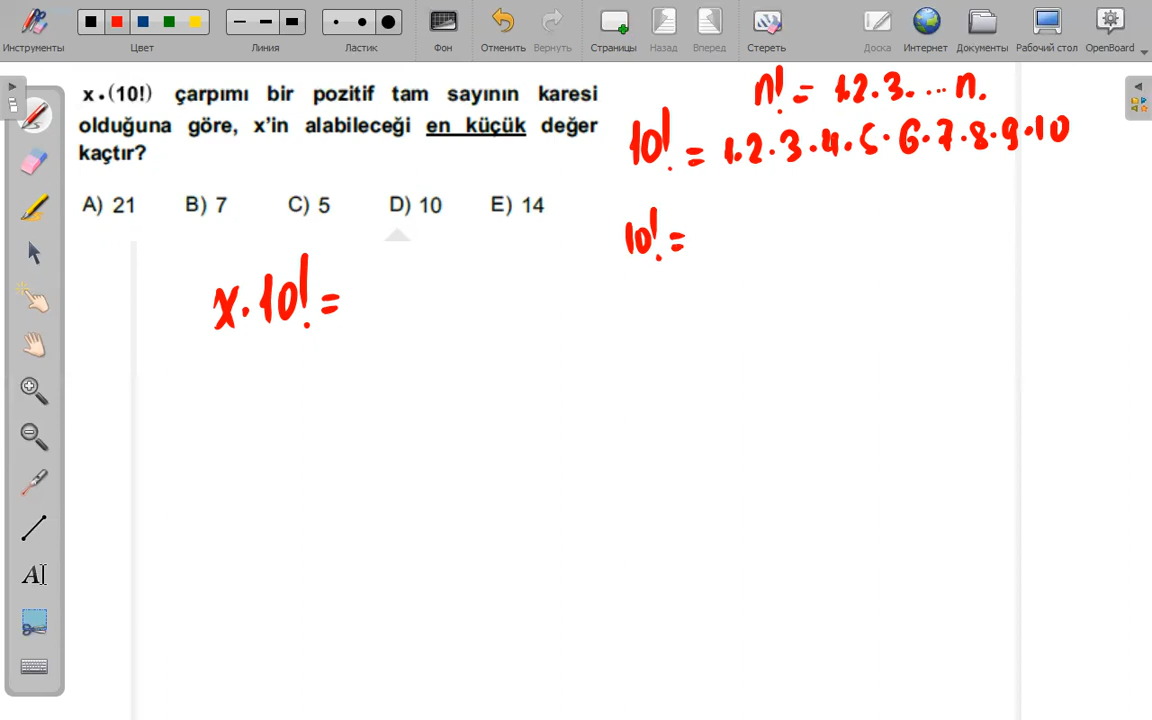 Инструменты Цвет Линия Ластик Фон Отменить Вернуть Страницы Назад Вперед Стереть Доска Интернет Документы Рабочий стол OpenBoard
x.(10!) çarpımı bir pozitif tam sayının karesi
olduğuna göre, x'in alabileceği en küçük değer
kaçtır?
A) 21 B) 7 C) 5 D) 10 E) 14
n! = 1.2.3. ... n.
10! = 1.2.3.4.5.6.7.8.9.10
10! =
x.10! =